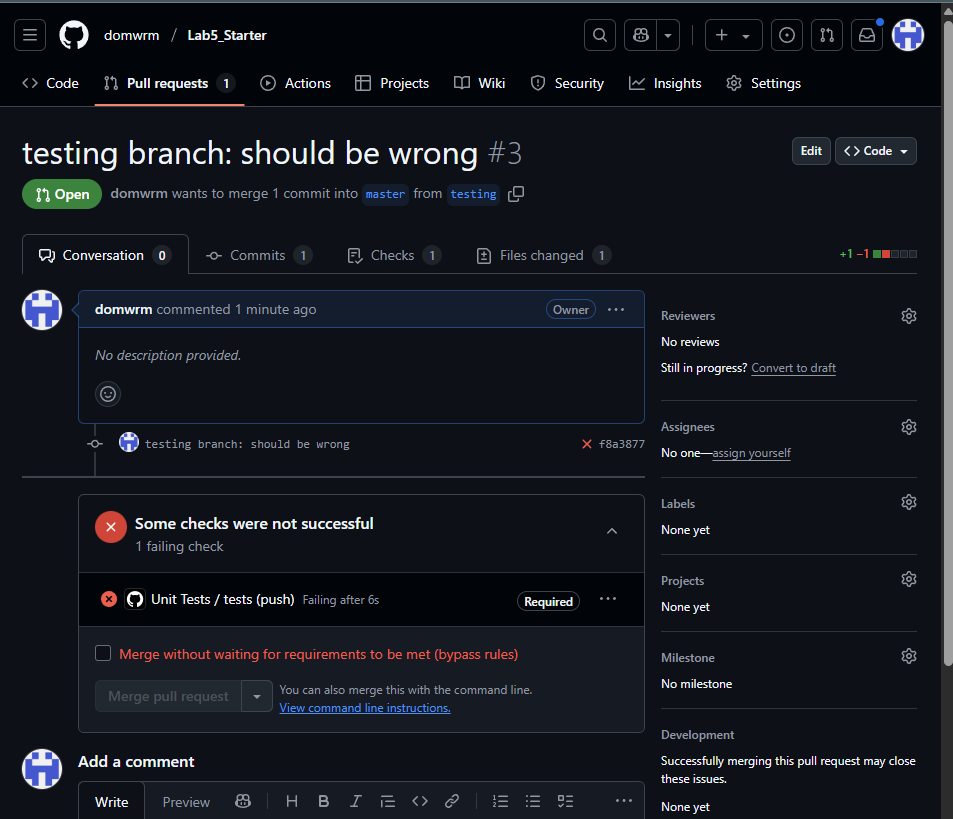 domwrm / Lab5_Starter
Code
Pull requests 1
Actions
Projects
Wiki
Security
Insights
Settings
testing branch: should be wrong #3
Edit
Code
Open
domwrm wants to merge 1 commit into master from testing
Conversation 0
Commits 1
Checks 1
Files changed 1
+1 −1
domwrm commented 1 minute ago
Owner
No description provided.
testing branch: should be wrong
f8a3877
Some checks were not successful
1 failing check
Unit Tests / tests (push) Failing after 6s
Required
Merge without waiting for requirements to be met (bypass rules)
Merge pull request
You can also merge this with the command line.
View command line instructions.
Add a comment
Write
Preview
H B I
Reviewers
No reviews
Still in progress? Convert to draft
Assignees
No one—assign yourself
Labels
None yet
Projects
None yet
Milestone
No milestone
Development
Successfully merging this pull request may close
these issues.
None yet